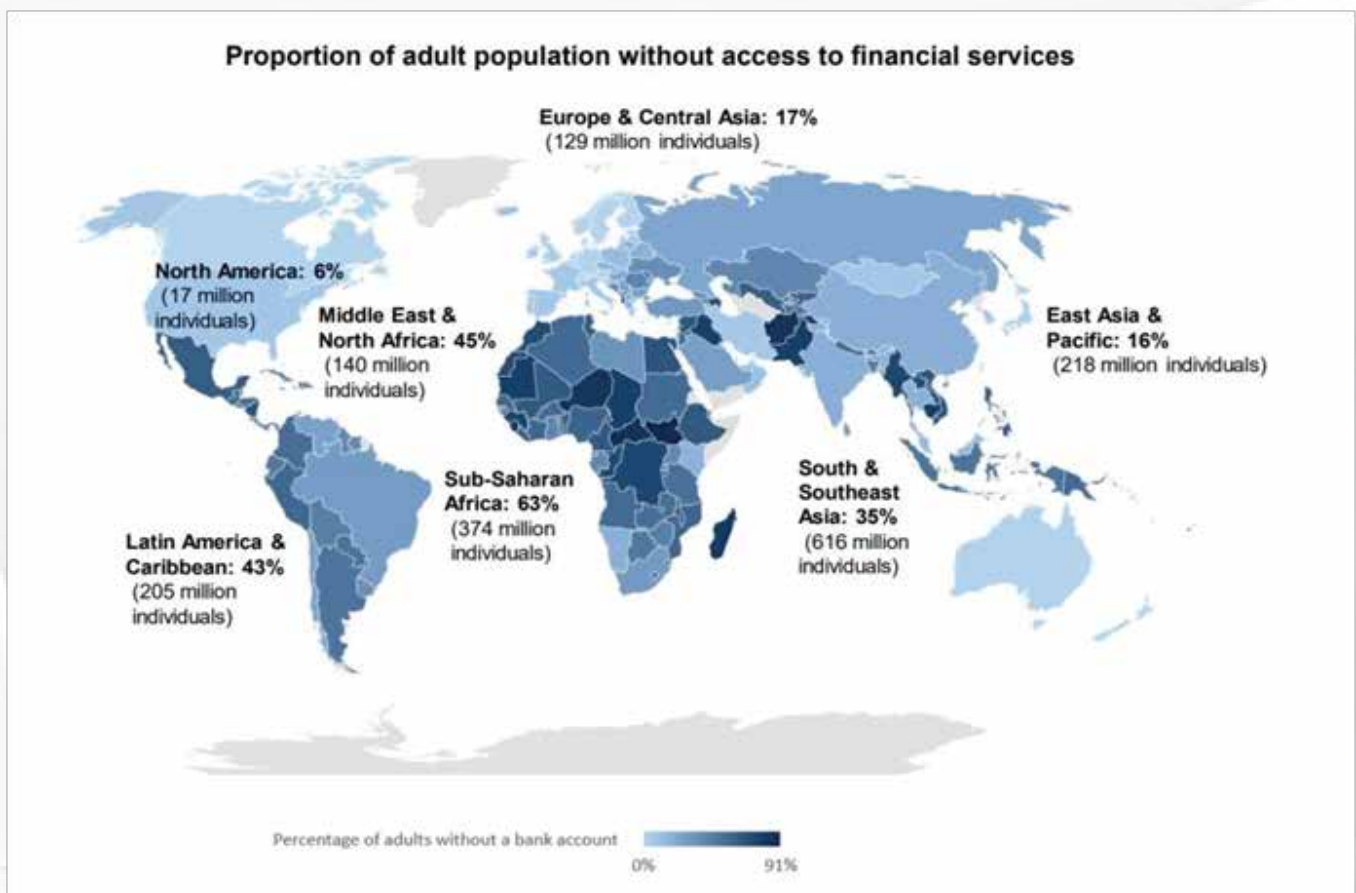 Proportion of adult population without access to financial services
Europe & Central Asia: 17%
(129 million individuals)
North America: 6%
(17 million
individuals)
Middle East &
North Africa: 45%
(140 million
individuals)
East Asia &
Pacific: 16%
(218 million individuals)
Sub-Saharan
Africa: 63%
(374 million
individuals)
South &
Southeast
Asia: 35%
(616 million
individuals)
Latin America &
Caribbean: 43%
(205 million
individuals)
Percentage of adults without a bank account
0%
91%